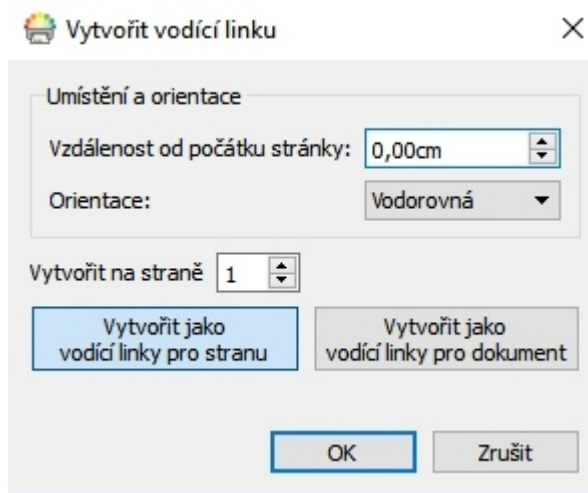 Vytvořit vodící linku
Umístění a orientace
Vzdálenost od počátku stránky: 0,00cm
Orientace: Vodorovná
Vytvořit na straně 1
Vytvořit jako
vodící linky pro stranu
Vytvořit jako
vodící linky pro dokument
OK Zrušit